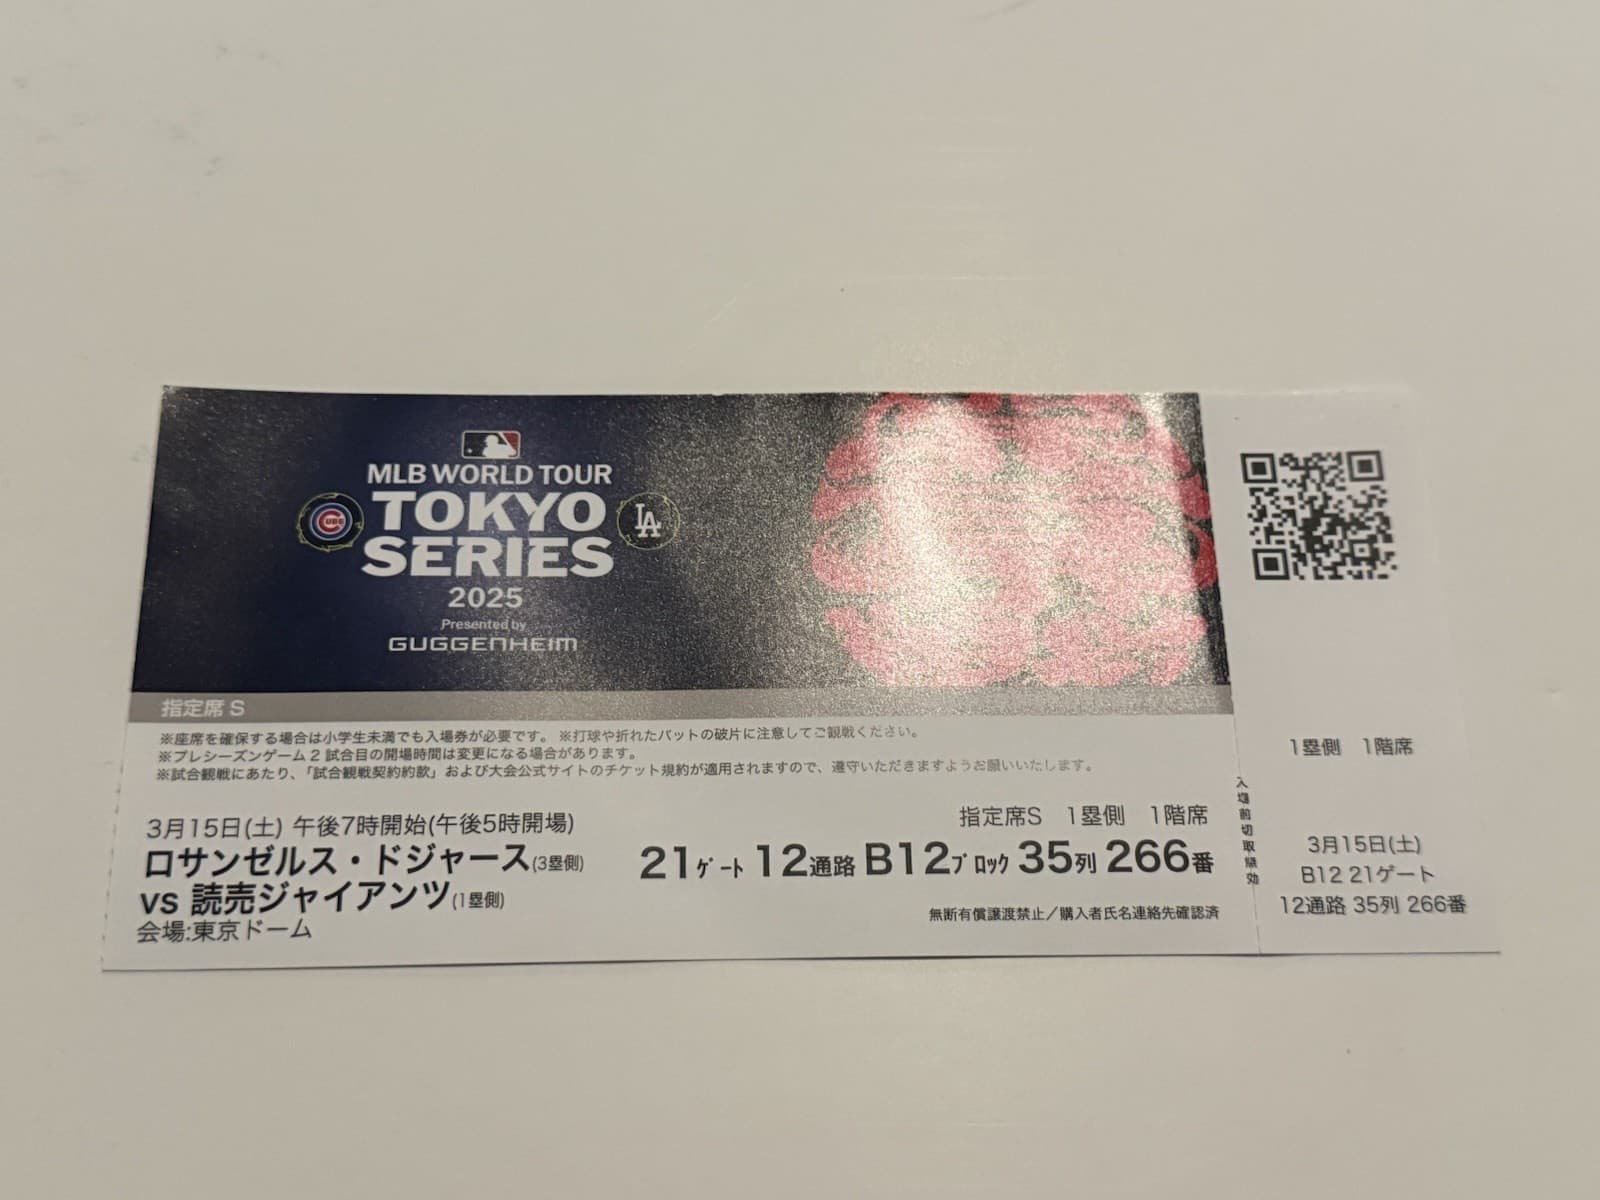 MLB WORLD TOUR
TOKYO
SERIES
2025
Presented by
GUGGENHEIM
CUBS
LA
指定席 S
※座席を確保する場合は小学生未満でも入場券が必要です。 ※打球や折れたバットの破片に注意してご観戦ください。
※プレシーズンゲーム2試合目の開場時間は変更になる場合があります。
※試合観戦にあたり、「試合観戦契約約款」および大会公式サイトのチケット規約が適用されますので、遵守いただきますようお願いいたします。
3月15日(土) 午後7時開始(午後5時開場)
ロサンゼルス・ドジャース(3塁側)
vs 読売ジャイアンツ(1塁側)
会場:東京ドーム
指定席S 1塁側 1階席
21ゲート 12通路 B12ブロック 35列 266番
無断有償譲渡禁止/購入者氏名連絡先確認済
入場前切取無効
1塁側 1階席
3月15日(土)
B12 21ゲート
12通路 35列 266番